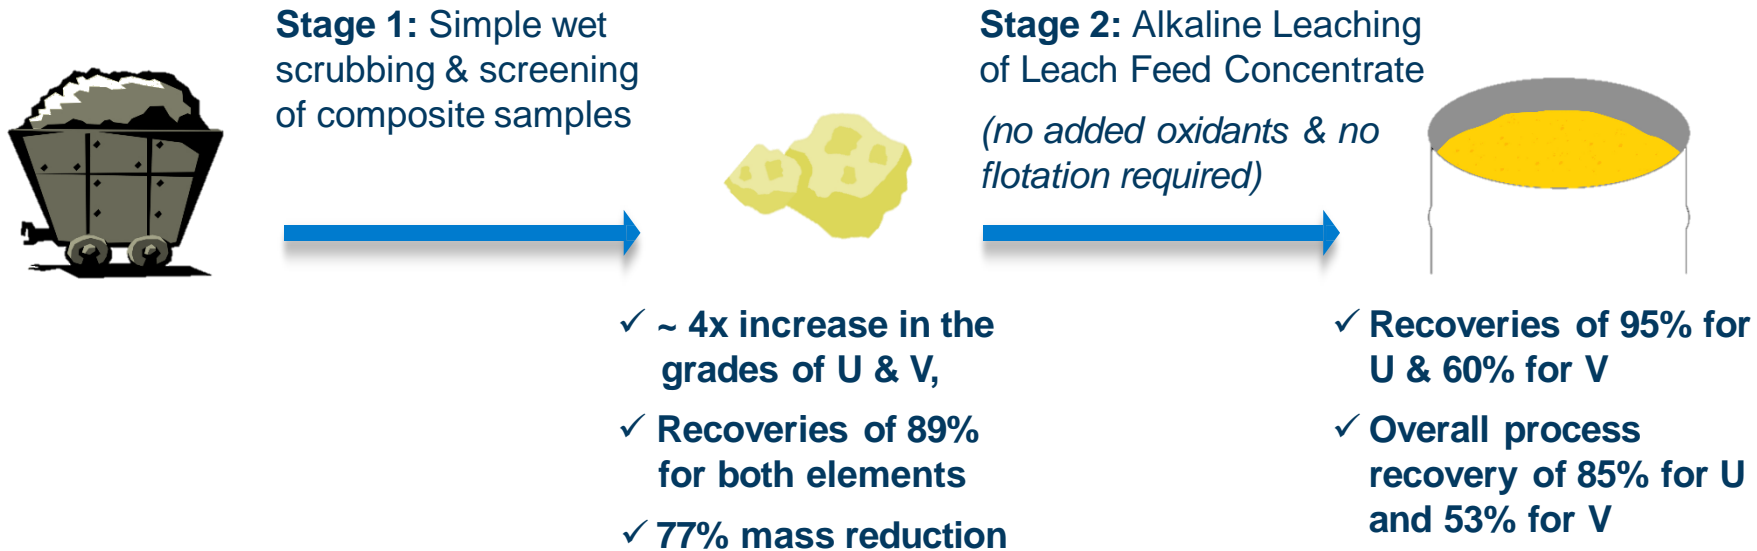 Stage 1: Simple wet
scrubbing & screening
of composite samples
Stage 2: Alkaline Leaching
of Leach Feed Concentrate
(no added oxidants & no
flotation required)
✓ ~ 4x increase in the
grades of U & V,
✓ Recoveries of 89%
for both elements
✓ 77% mass reduction
✓ Recoveries of 95% for
U & 60% for V
✓ Overall process
recovery of 85% for U
and 53% for V